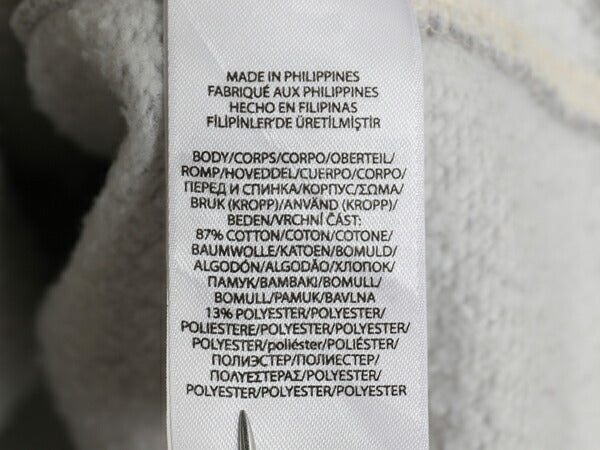 MADE IN PHILIPPINES
FABRIQUÉ AUX PHILIPPINES
HECHO EN FILIPINAS
FİLİPİNLER'DE ÜRETİLMİŞTİR
BODY/CORPS/CORPO/OBERTEIL/
ROMP/HOVEDDEL/CUERPO/CORPO/
ПЕРЕД И СПИНКА/КОРПУС/ΣΩΜΑ/
BRUK (KROPP)/ANVÄND (KROPP)/
BEDEN/VRCHNÍ ČÁST:
87% COTTON/COTON/COTONE/
BAUMWOLLE/KATOEN/BOMULD/
ALGODÓN/ALGODÃO/ХЛОПОК/
ПАМУК/ΒΑΜΒΑΚΙ/BOMULL/
BOMULL/PAMUK/BAVLNA
13% POLYESTER/POLYESTER/
POLIESTERE/POLYESTER/POLYESTER/
POLYESTER/poliéster/POLIÉSTER/
ПОЛИЭСТЕР/ПОЛИЕСТЕР/
ΠΟΛΥΕΣΤΕΡΑΣ/POLYESTER/
POLYESTER/POLYESTER/POLYESTER